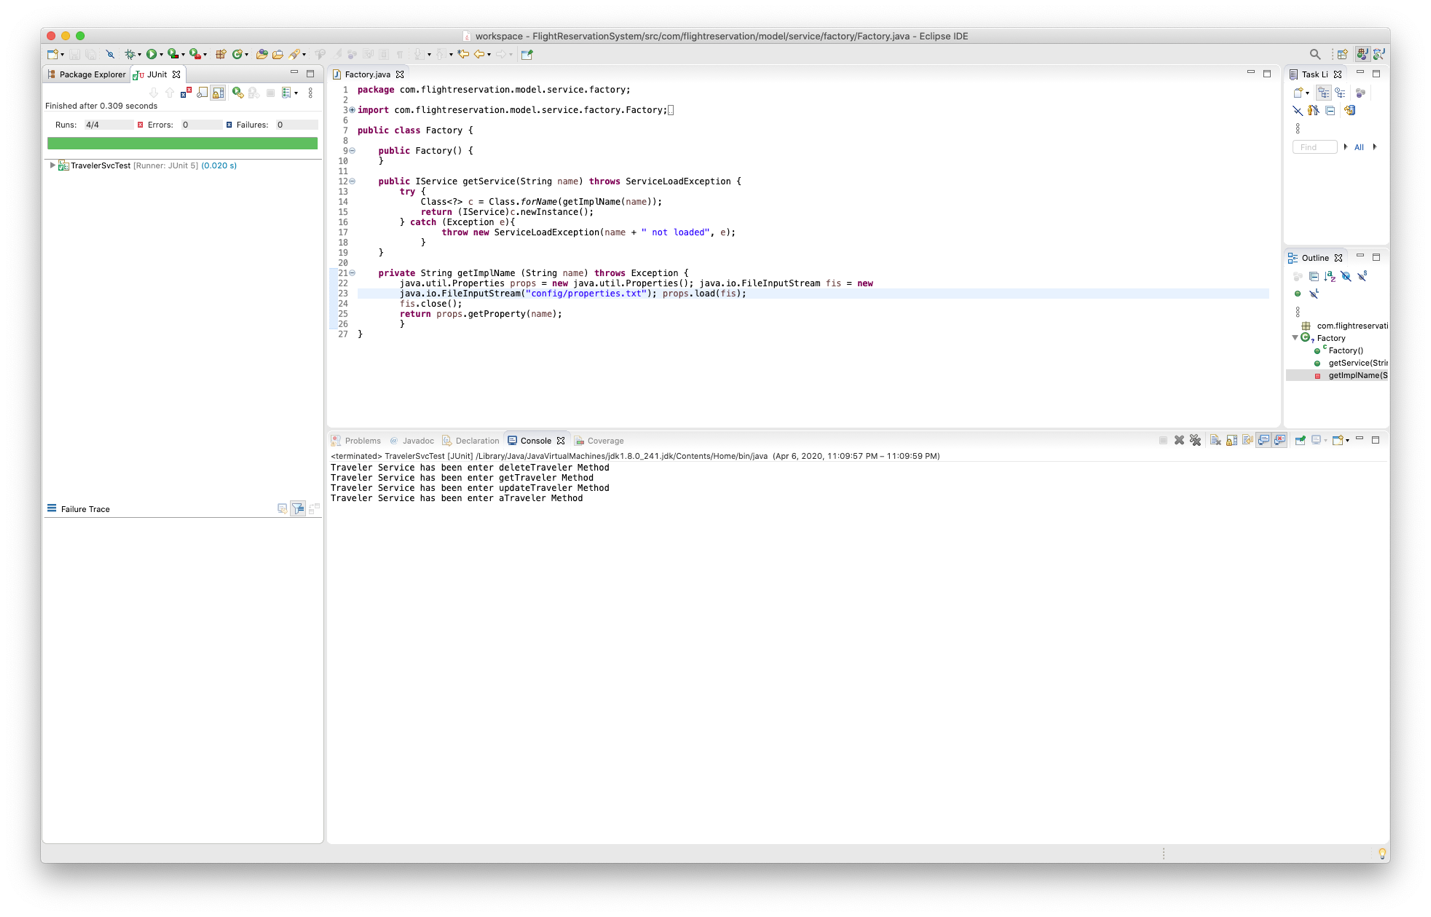 workspace - FlightReservationSystem/src/com/flightreservation/model/service/factory/Factory.java - Eclipse IDE
Package Explorer
JUnit
Finished after 0.309 seconds
Runs: 4/4
Errors: 0
Failures: 0
TravelerSvcTest [Runner: JUnit 5] (0.020 s)
Failure Trace
Factory.java
1 package com.flightreservation.model.service.factory;
2
3 import com.flightreservation.model.service.factory.Factory;
6
7 public class Factory {
8
9 public Factory() {
10 }
11
12 public IService getService(String name) throws ServiceLoadException {
13 try {
14 Class<?> c = Class.forName(getImplName(name));
15 return (IService)c.newInstance();
16 } catch (Exception e){
17 throw new ServiceLoadException(name + " not loaded", e);
18 }
19 }
20
21 private String getImplName (String name) throws Exception {
22 java.util.Properties props = new java.util.Properties(); java.io.FileInputStream fis = new
23 java.io.FileInputStream("config/properties.txt"); props.load(fis);
24 fis.close();
25 return props.getProperty(name);
26 }
27 }
Problems
Javadoc
Declaration
Console
Coverage
<terminated> TravelerSvcTest [JUnit] /Library/Java/JavaVirtualMachines/jdk1.8.0_241.jdk/Contents/Home/bin/java (Apr 6, 2020, 11:09:57 PM – 11:09:59 PM)
Traveler Service has been enter deleteTraveler Method
Traveler Service has been enter getTraveler Method
Traveler Service has been enter updateTraveler Method
Traveler Service has been enter aTraveler Method
Task Li
Find
All
Outline
com.flightreservati
Factory
Factory()
getService(Strin
getImplName(S